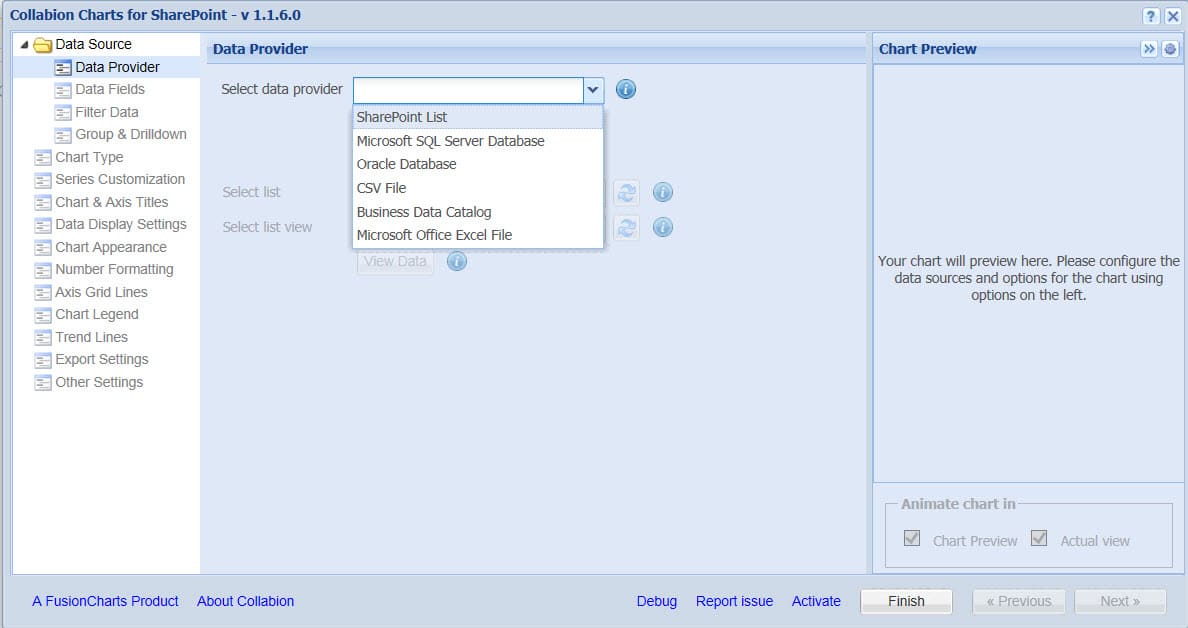 Collabion Charts for SharePoint - v 1.1.6.0
?
Data Source
Data Provider
Data Fields
Filter Data
Group & Drilldown
Chart Type
Series Customization
Chart & Axis Titles
Data Display Settings
Chart Appearance
Number Formatting
Axis Grid Lines
Chart Legend
Trend Lines
Export Settings
Other Settings
Data Provider
Select data provider
SharePoint List
Microsoft SQL Server Database
Oracle Database
CSV File
Business Data Catalog
Microsoft Office Excel File
Select list
Select list view
View Data
Chart Preview
Your chart will preview here. Please configure the
data sources and options for the chart using
options on the left.
Animate chart in
Chart Preview
Actual view
A FusionCharts Product
About Collabion
Debug
Report issue
Activate
Finish
« Previous
Next »